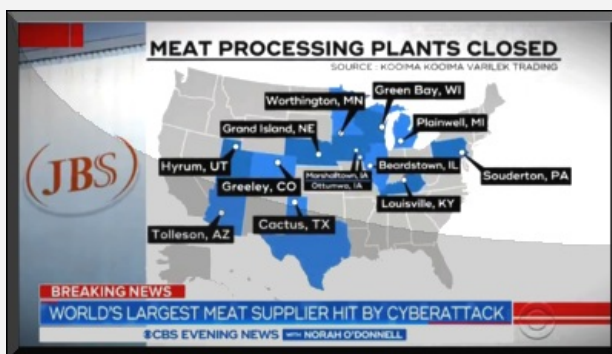 MEAT PROCESSING PLANTS CLOSED
SOURCE : KOOIMA KOOIMA VARILEK TRADING
Worthington, MN
Green Bay, WI
Grand Island, NE
Plainwell, MI
Hyrum, UT
Marshalltown, IA
Ottumwa, IA
Beardstown, IL
Souderton, PA
JBS
Greeley, CO
Louisville, KY
Tolleson, AZ
Cactus, TX
BREAKING NEWS
WORLD'S LARGEST MEAT SUPPLIER HIT BY CYBERATTACK
CBS EVENING NEWS WITH NORAH O'DONNELL